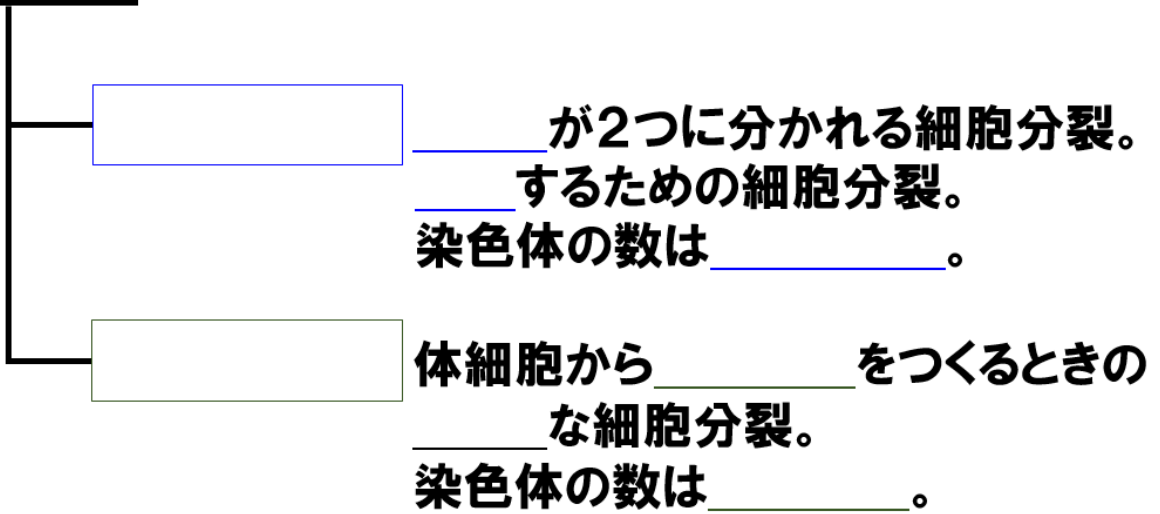 が2つに分かれる細胞分裂。
するための細胞分裂。
染色体の数は。
体細胞からをつくるときの
な細胞分裂。
染色体の数は。